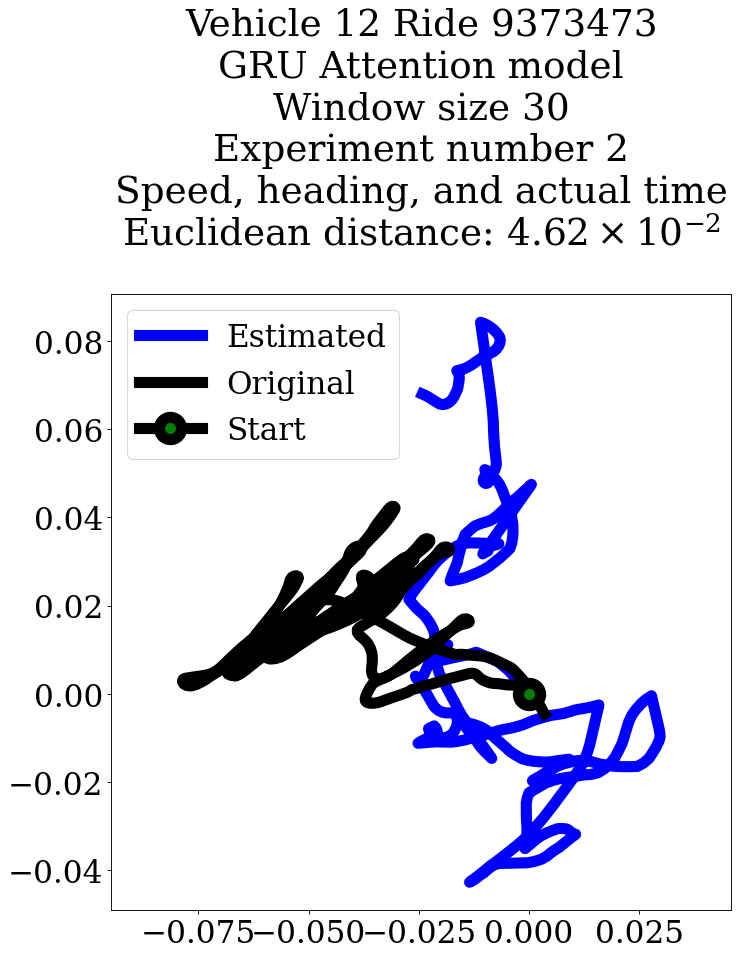 Vehicle 12 Ride 9373473
GRU Attention model
Window size 30
Experiment number 2
Speed, heading, and actual time
Euclidean distance: 4.62 × 10⁻²
Estimated
Original
Start
0.08
0.06
0.04
0.02
0.00
−0.02
−0.04
−0.075 −0.050 −0.025 0.000 0.025